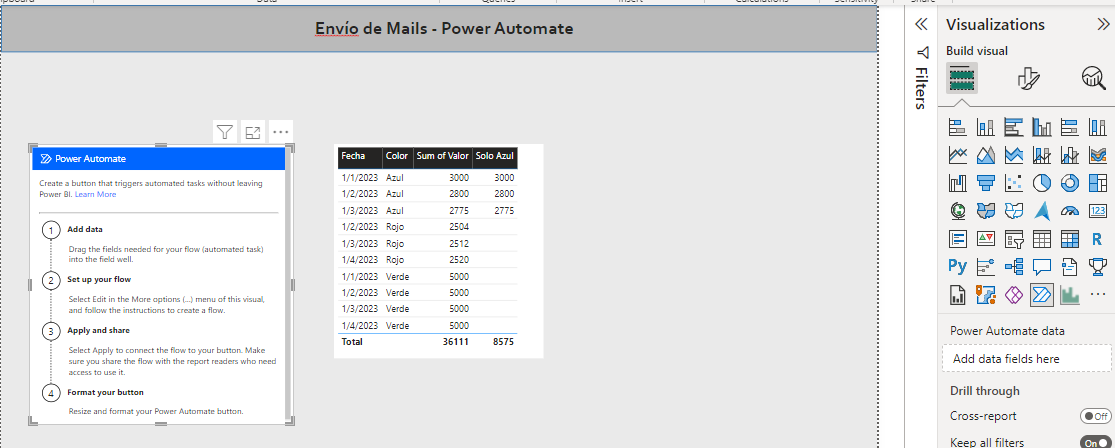 Data
Queries
Insert
Calculations
Sensitivity
Share
Envío de Mails - Power Automate
Visualizations
Build visual
Filters
Power Automate
Create a button that triggers automated tasks without leaving
Power BI. Learn More
1 Add data
Drag the fields needed for your flow (automated task)
into the field well.
2 Set up your flow
Select Edit in the More options (...) menu of this visual,
and follow the instructions to create a flow.
3 Apply and share
Select Apply to connect the flow to your button. Make
sure you share the flow with the report readers who need
access to use it.
4 Format your button
Resize and format your Power Automate button.
Fecha Color Sum of Valor Solo Azul
1/1/2023 Azul 3000 3000
1/2/2023 Azul 2800 2800
1/3/2023 Azul 2775 2775
1/2/2023 Rojo 2504
1/3/2023 Rojo 2512
1/4/2023 Rojo 2520
1/1/2023 Verde 5000
1/2/2023 Verde 5000
1/3/2023 Verde 5000
1/4/2023 Verde 5000
Total 36111 8575
123
R
Py
Power Automate data
Add data fields here
Drill through
Cross-report Off
Keep all filters On